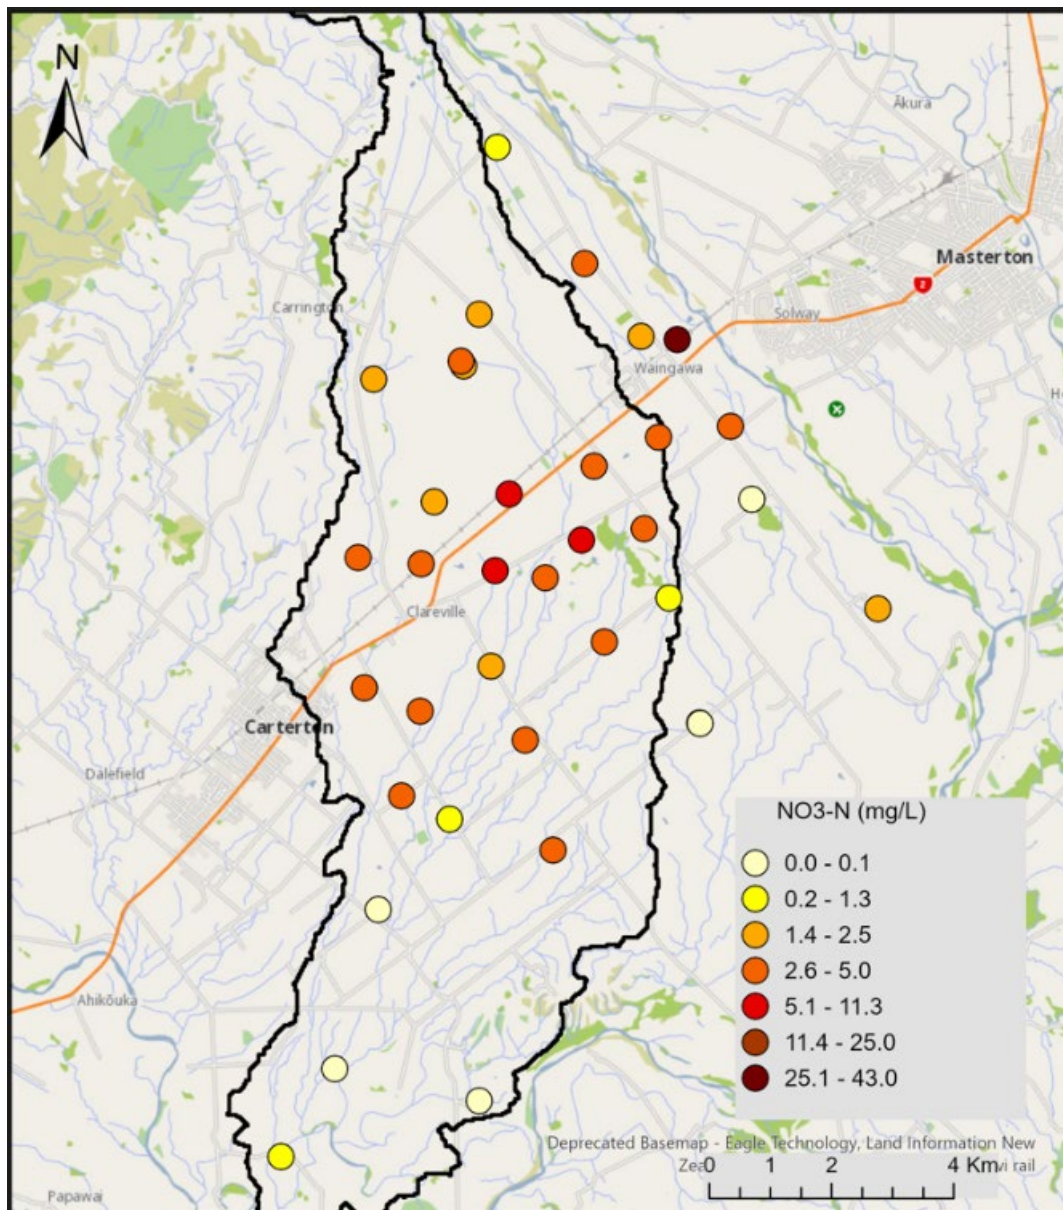 N
Ākura
Masterton
2
Solway
Carrington
Waingawa
Clareville
Carterton
Dalefield
NO3-N (mg/L)
0.0 - 0.1
0.2 - 1.3
1.4 - 2.5
2.6 - 5.0
5.1 - 11.3
11.4 - 25.0
25.1 - 43.0
Ahikōuka
Deprecated Basemap - Eagle Technology, Land Information New
0 1 2 4 Km
rail
Papawai